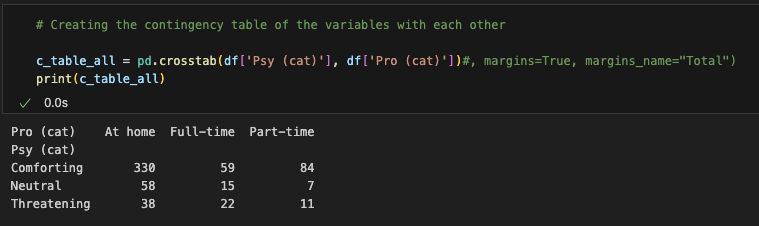 # Creating the contingency table of the variables with each other
c_table_all = pd.crosstab(df['Psy (cat)'], df['Pro (cat)'])#, margins=True, margins_name="Total")
print(c_table_all)
✓ 0.0s
Pro (cat) At home Full-time Part-time
Psy (cat)
Comforting 330 59 84
Neutral 58 15 7
Threatening 38 22 11